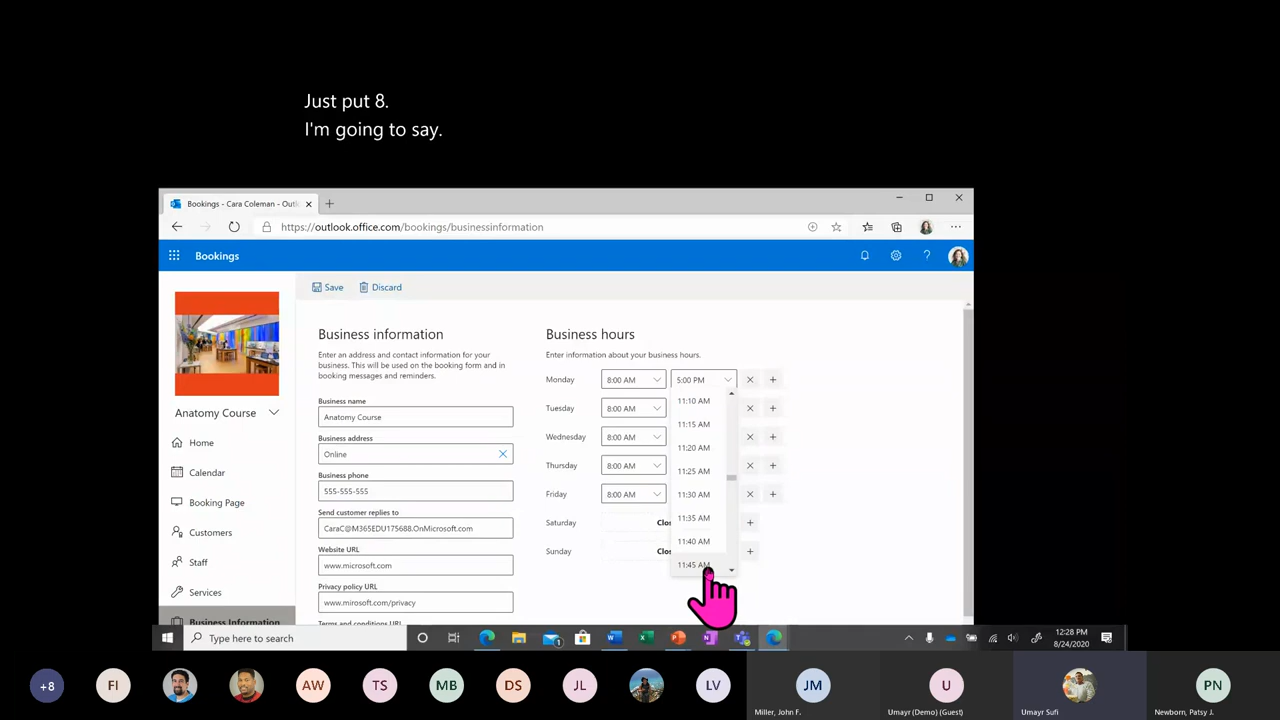 Just put 8.
I'm going to say.
Bookings - Cara Coleman - Outl
https://outlook.office.com/bookings/businessinformation
Bookings
Save
Discard
Anatomy Course
Home
Calendar
Booking Page
Customers
Staff
Services
Business Information
Business information
Enter an address and contact information for your
business. This will be used on the booking form and in
booking messages and reminders.
Business name
Anatomy Course
Business address
Online
Business phone
555-555-555
Send customer replies to
CaraC@M365EDU175688.OnMicrosoft.com
Website URL
www.microsoft.com
Privacy policy URL
www.mirosoft.com/privacy
Terms and conditions URL
Business hours
Enter information about your business hours.
Monday 8:00 AM 5:00 PM
Tuesday 8:00 AM
Wednesday 8:00 AM
Thursday 8:00 AM
Friday 8:00 AM
Saturday Clo
Sunday Clo
11:10 AM
11:15 AM
11:20 AM
11:25 AM
11:30 AM
11:35 AM
11:40 AM
11:45 AM
Type here to search
12:28 PM
8/24/2020
+8
FI
AW
TS
MB
DS
JL
LV
JM
Miller, John F.
U
Umayr (Demo) (Guest)
Umayr Sufi
PN
Newborn, Patsy J.